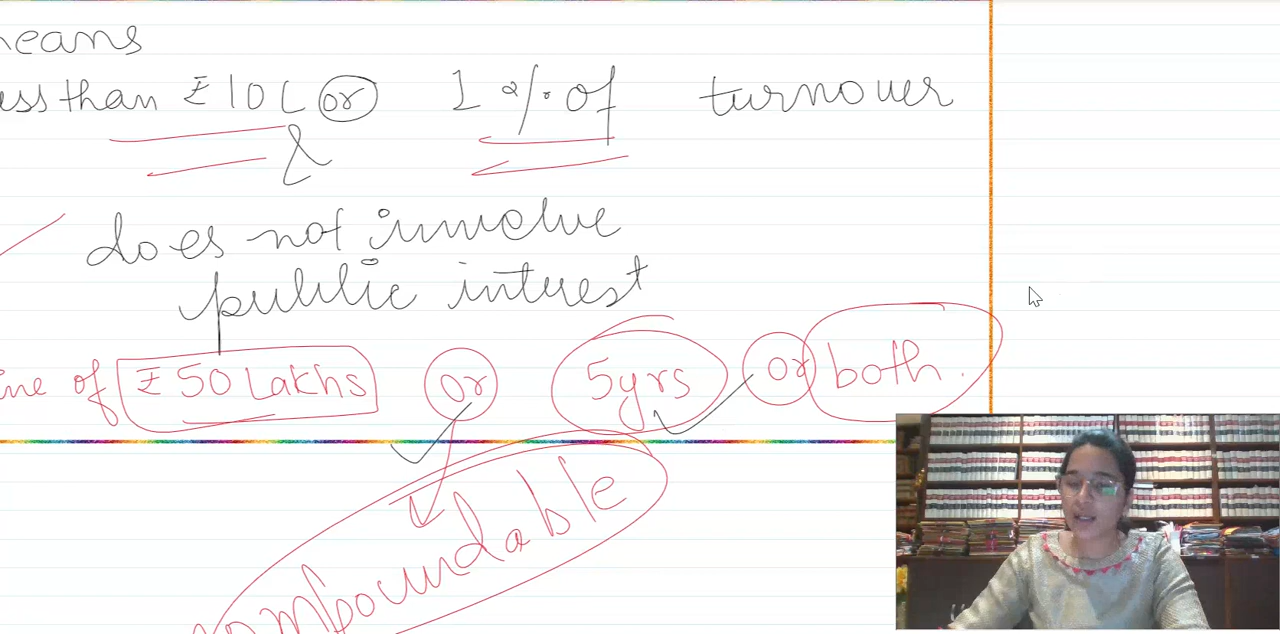 means
less than ₹10L or 1% of turnover
&
does not involve
public interest
fine of ₹50 Lakhs or 5yrs or both.
compoundable